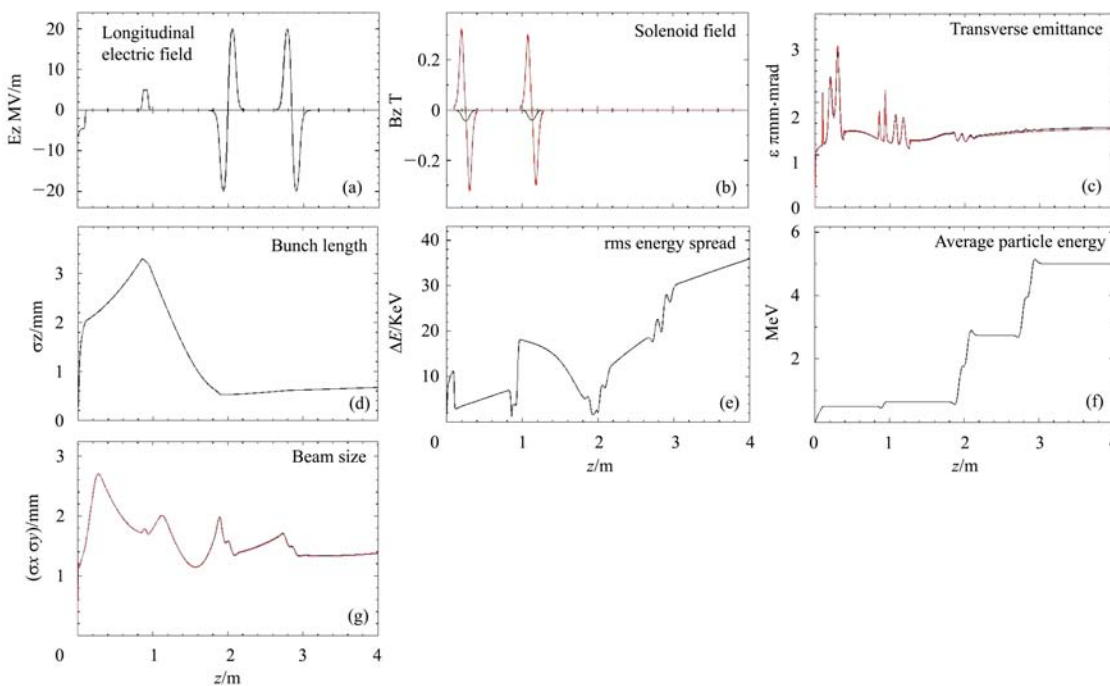 20
10
0
−10
−20
Ez MV/m
Longitudinal
electric field
(a)
0.2
0
−0.2
Bz T
Solenoid field
(b)
3
2
1
0
ε πmm·mrad
Transverse emittance
(c)
3
2
1
0
σz/mm
Bunch length
(d)
40
30
20
10
0
1
2
3
4
ΔE/KeV
rms energy spread
(e)
z/m
6
4
2
0
1
2
3
4
MeV
Average particle energy
(f)
z/m
3
2
1
0
1
2
3
4
(σx σy)/mm
Beam size
(g)
z/m